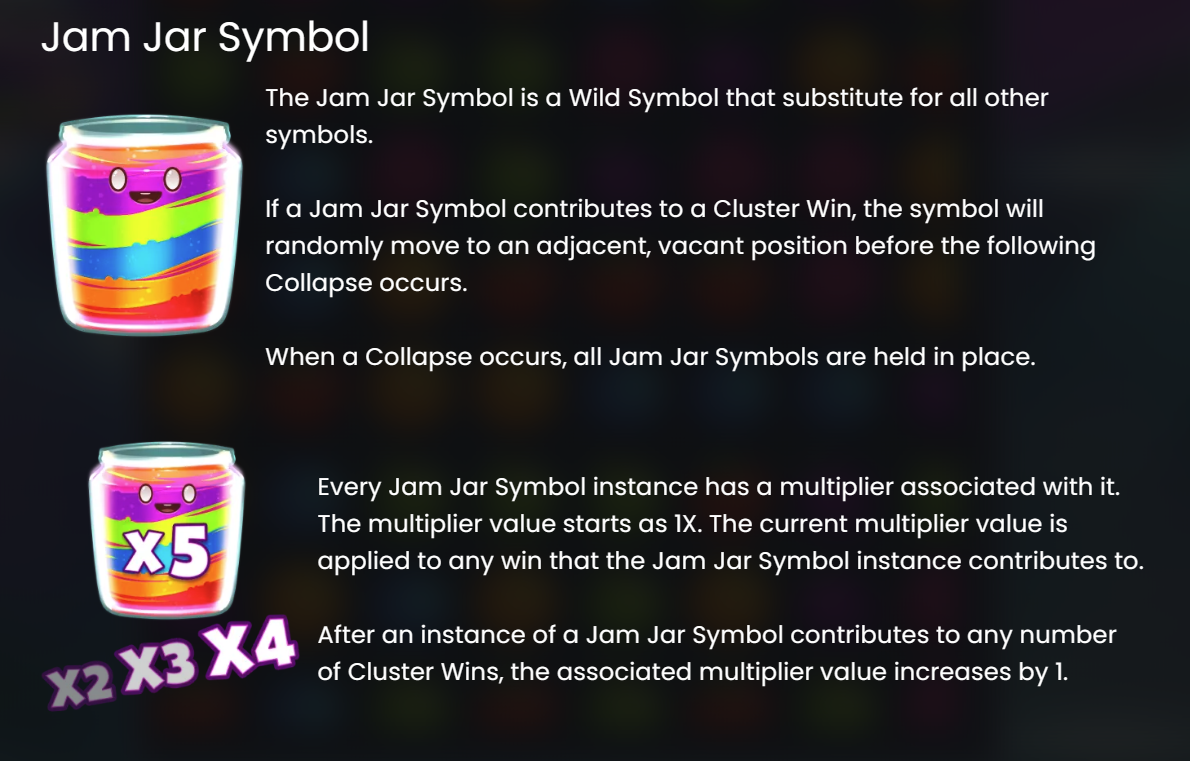 Jam Jar Symbol
The Jam Jar Symbol is a Wild Symbol that substitute for all other
symbols.
If a Jam Jar Symbol contributes to a Cluster Win, the symbol will
randomly move to an adjacent, vacant position before the following
Collapse occurs.
When a Collapse occurs, all Jam Jar Symbols are held in place.
Every Jam Jar Symbol instance has a multiplier associated with it.
The multiplier value starts as 1X. The current multiplier value is
applied to any win that the Jam Jar Symbol instance contributes to.
x5
X2 X3 X4
After an instance of a Jam Jar Symbol contributes to any number
of Cluster Wins, the associated multiplier value increases by 1.